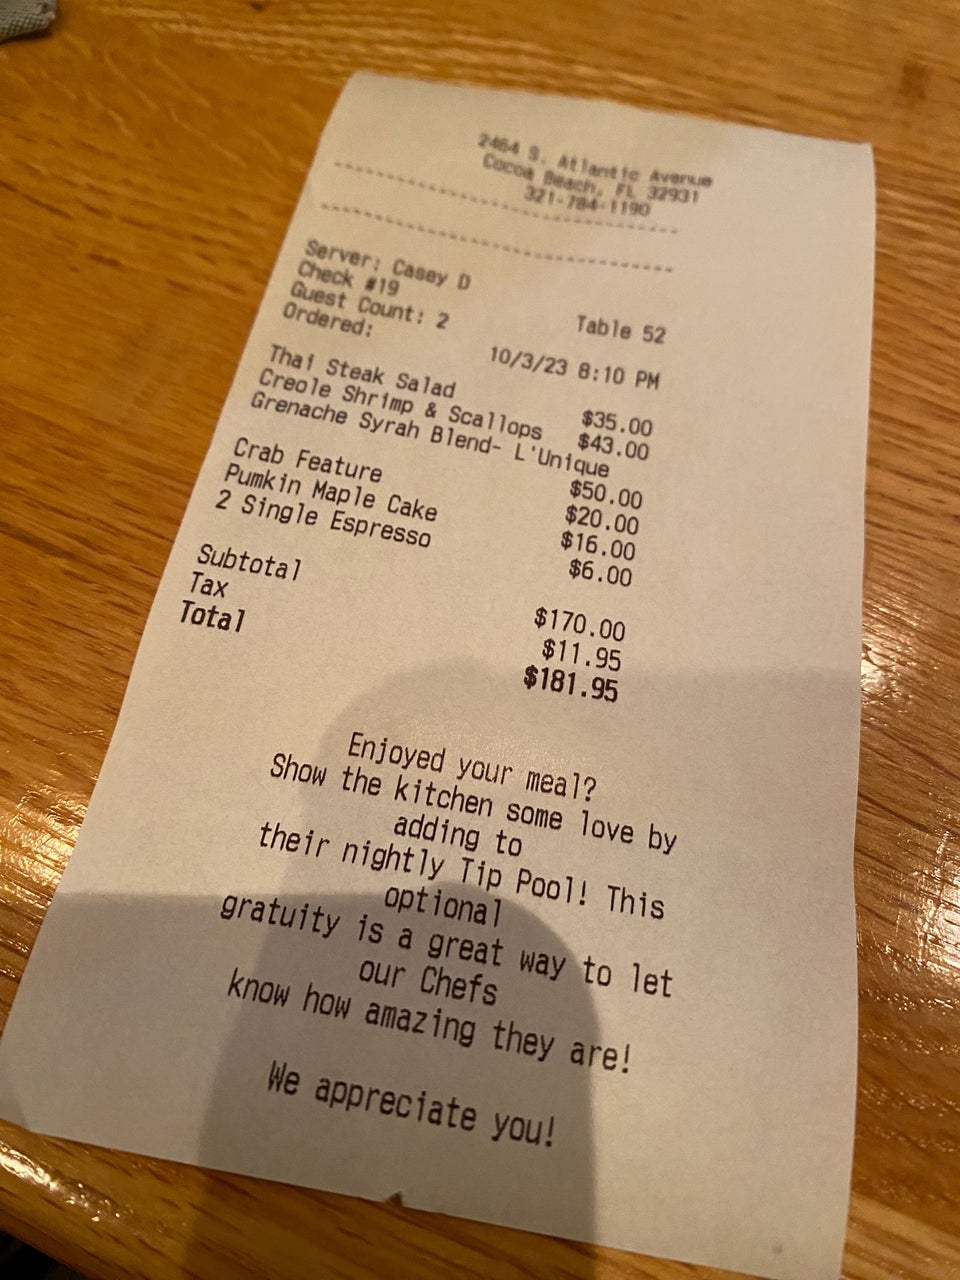 2464 S. Atlantic Avenue
Cocoa Beach, FL 32931
321-784-1190
Server: Casey D
Check #19 Table 52
Guest Count: 2
Ordered: 10/3/23 8:10 PM
Thai Steak Salad $35.00
Creole Shrimp & Scallops $43.00
Grenache Syrah Blend- L'Unique
$50.00
Crab Feature $20.00
Pumkin Maple Cake $16.00
2 Single Espresso $6.00
Subtotal $170.00
Tax $11.95
Total $181.95
Enjoyed your meal?
Show the kitchen some love by
adding to
their nightly Tip Pool! This
optional
gratuity is a great way to let
our Chefs
know how amazing they are!
We appreciate you!